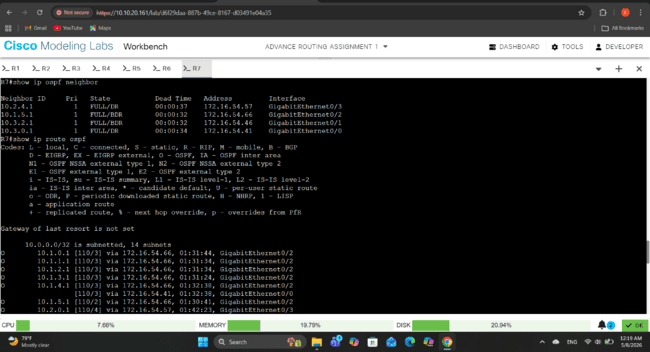 Not secure https://10.10.20.161/lab/d6f29daa-887b-49ce-8167-d03491e04a35
Gmail YouTube Maps All Bookmarks
Cisco Modeling Labs Workbench ADVANCE ROUTING ASSIGNMENT 1 DASHBOARD TOOLS DEVELOPER
>_ R1 >_ R2 >_ R3 >_ R4 >_ R5 >_ R6 >_ R7
R7#show ip ospf neighbor
Neighbor ID Pri State Dead Time Address Interface
10.2.4.1 1 FULL/DR 00:00:37 172.16.54.57 GigabitEthernet0/3
10.1.5.1 1 FULL/BDR 00:00:32 172.16.54.66 GigabitEthernet0/2
10.3.2.1 1 FULL/BDR 00:00:32 172.16.54.46 GigabitEthernet0/1
10.3.0.1 1 FULL/DR 00:00:34 172.16.54.41 GigabitEthernet0/0
R7#show ip route ospf
Codes: L - local, C - connected, S - static, R - RIP, M - mobile, B - BGP
D - EIGRP, EX - EIGRP external, O - OSPF, IA - OSPF inter area
N1 - OSPF NSSA external type 1, N2 - OSPF NSSA external type 2
E1 - OSPF external type 1, E2 - OSPF external type 2
i - IS-IS, su - IS-IS summary, L1 - IS-IS level-1, L2 - IS-IS level-2
ia - IS-IS inter area, * - candidate default, U - per-user static route
o - ODR, P - periodic downloaded static route, H - NHRP, l - LISP
a - application route
+ - replicated route, % - next hop override, p - overrides from PfR
Gateway of last resort is not set
10.0.0.0/32 is subnetted, 14 subnets
O 10.1.0.1 [110/3] via 172.16.54.66, 01:31:44, GigabitEthernet0/2
O 10.1.1.1 [110/3] via 172.16.54.66, 01:31:34, GigabitEthernet0/2
O 10.1.2.1 [110/3] via 172.16.54.66, 01:31:34, GigabitEthernet0/2
O 10.1.3.1 [110/3] via 172.16.54.66, 01:31:24, GigabitEthernet0/2
O 10.1.4.1 [110/3] via 172.16.54.66, 01:32:38, GigabitEthernet0/2
[110/3] via 172.16.54.41, 01:32:38, GigabitEthernet0/0
O 10.1.5.1 [110/2] via 172.16.54.66, 01:30:41, GigabitEthernet0/2
O 10.2.0.1 [110/4] via 172.16.54.57, 01:42:23, GigabitEthernet0/3
CPU 7.68% MEMORY 19.79% DISK 20.94% OK
79°F
Mostly clear
Search
ENG
12:19 AM
5/8/2026